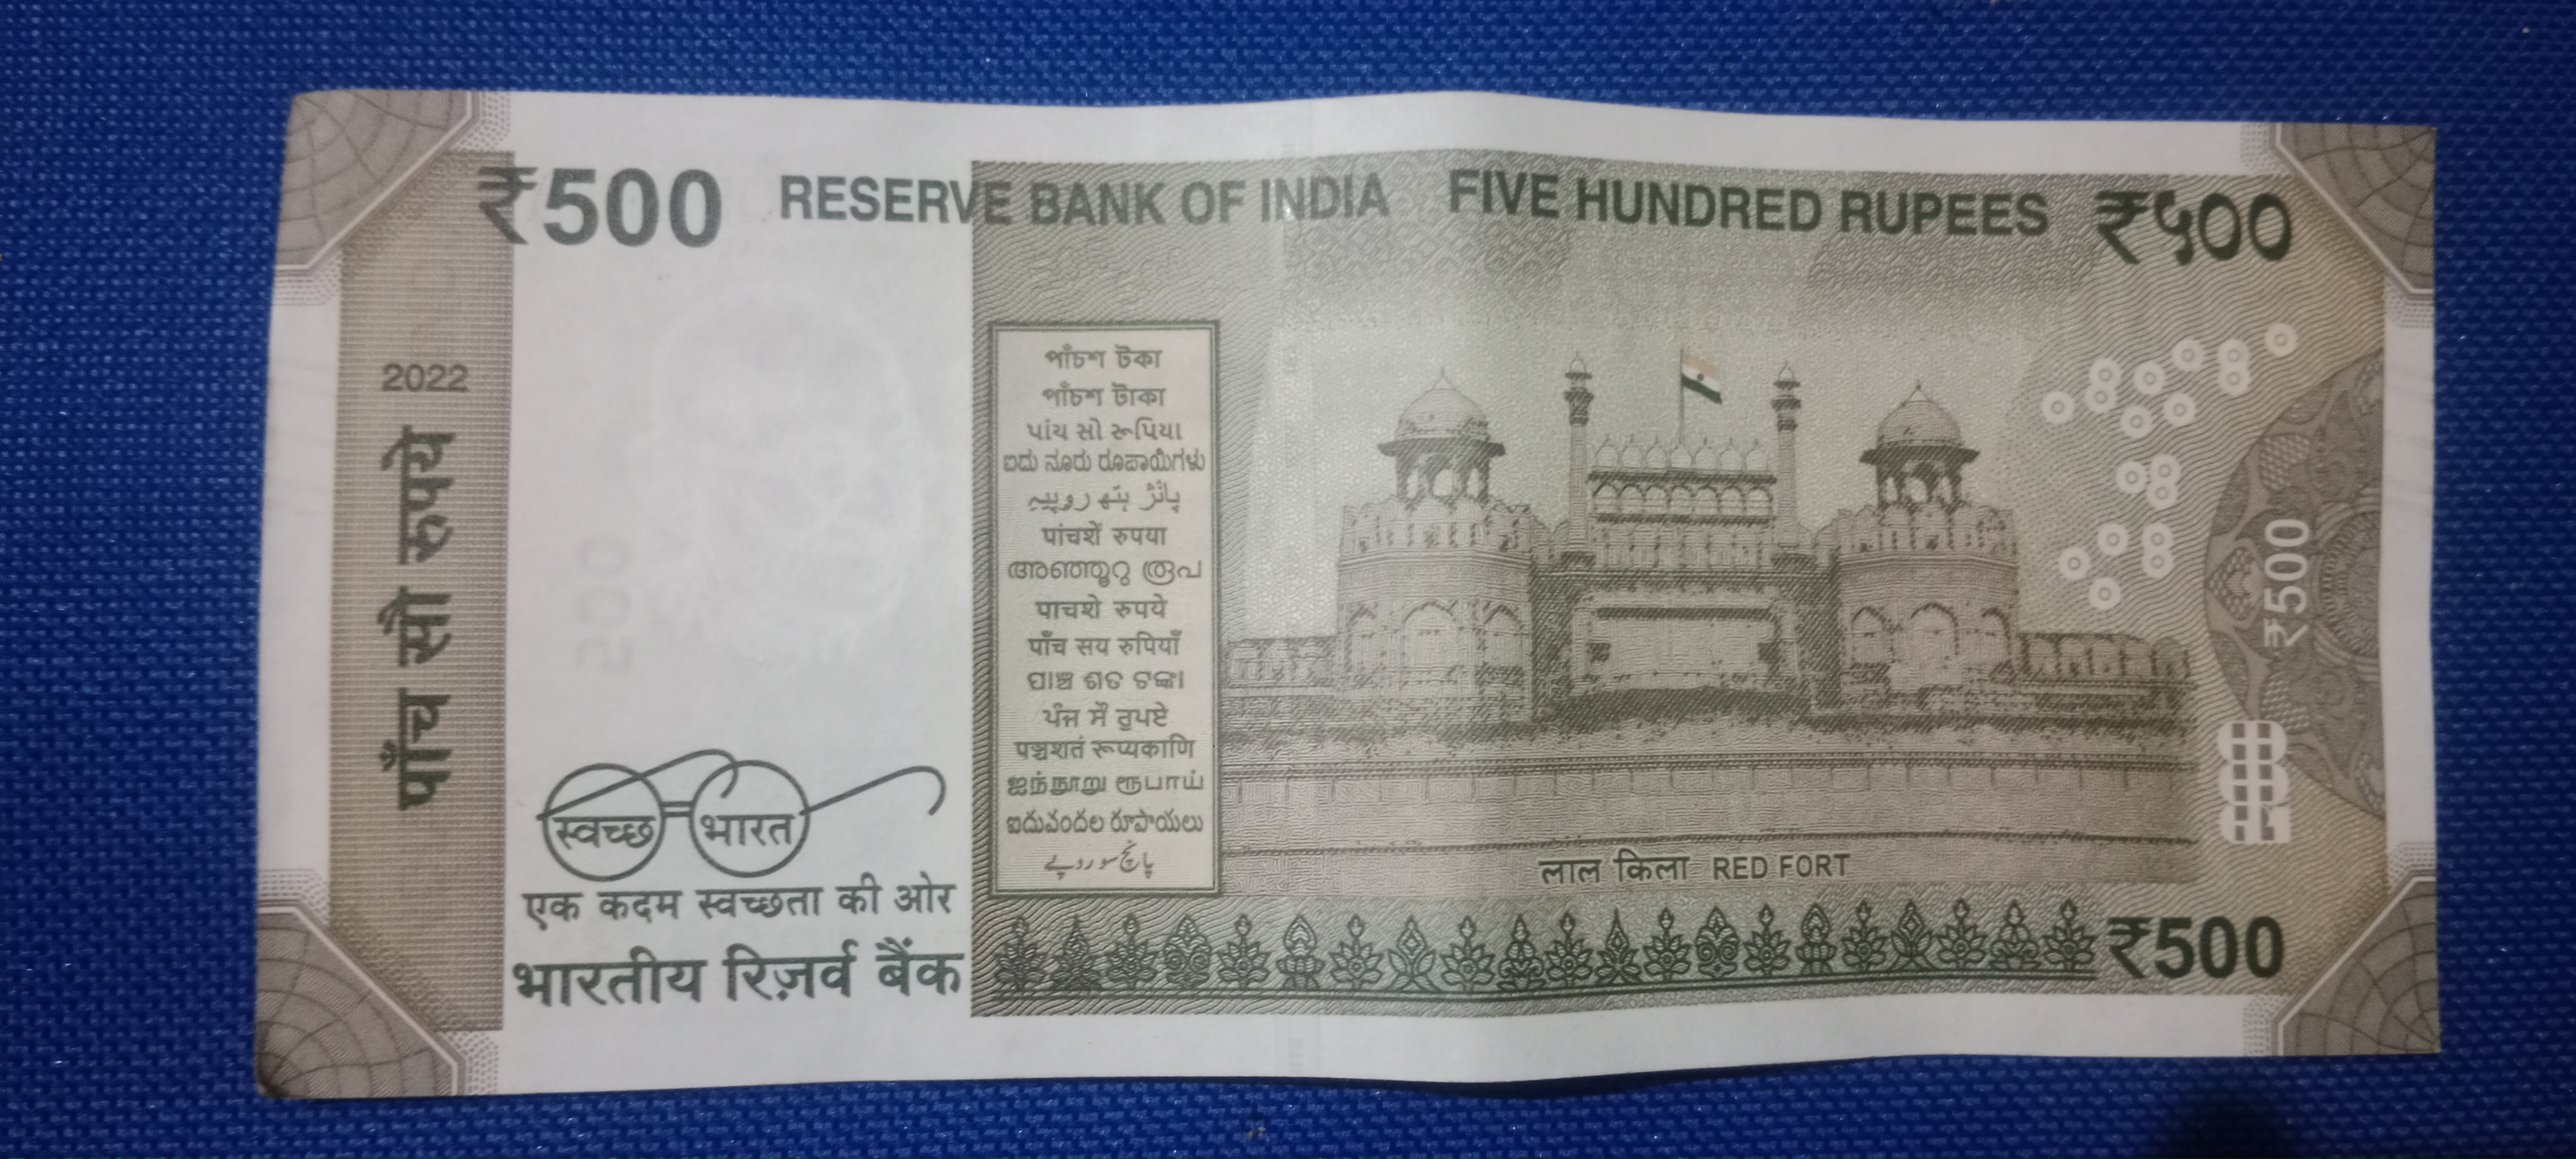 ₹500 RESERVE BANK OF INDIA FIVE HUNDRED RUPEES ₹५००
2022
पाँच सौ रुपये
পাঁচশ টকা
পাঁচশ টাকা
પાંચ સો રૂપિયા
ಐದು ನೂರು ರೂಪಾಯಿಗಳು
پانژ ہتھ روپیہ
पांचशें रुपया
അഞ്ഞൂറു രൂപ
पाचशे रुपये
पाँच सय रुपियाँ
ପାଞ୍ଚ ଶତ ଟଙ୍କା
ਪੰਜ ਸੌ ਰੁਪਏ
पञ्चशतं रूप्यकाणि
ஐந்நூறு ரூபாய்
ఐదువందల రూపాయలు
پانچ سو روپے
₹500
500
स्वच्छ भारत
एक कदम स्वच्छता की ओर
भारतीय रिज़र्व बैंक
लाल किला RED FORT
₹500